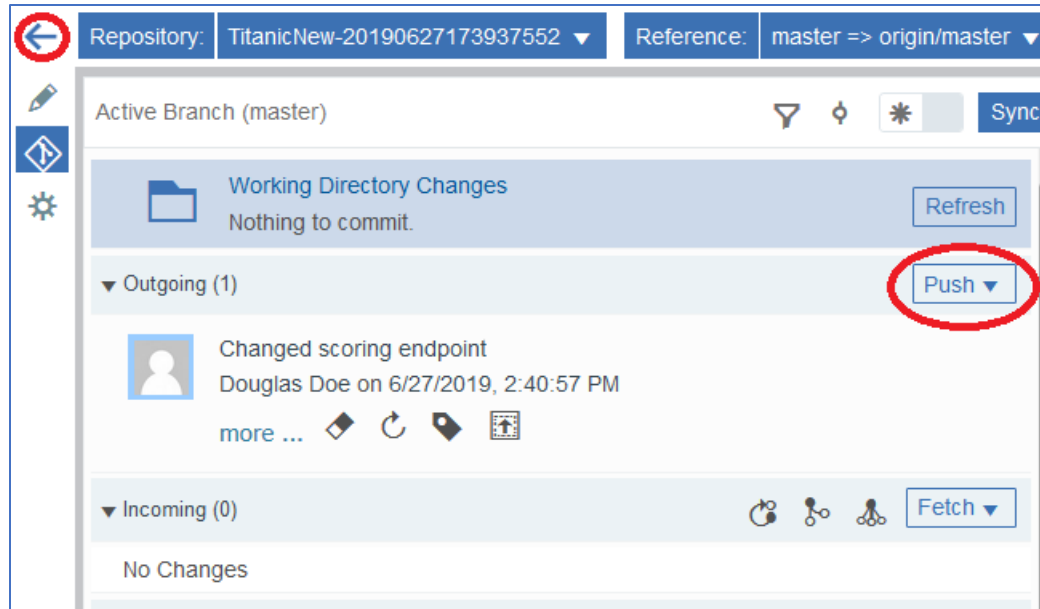 Repository: TitanicNew-20190627173937552 Reference: master => origin/master
Active Branch (master) Sync
Working Directory Changes
Nothing to commit.
Refresh
Outgoing (1) Push
Changed scoring endpoint
Douglas Doe on 6/27/2019, 2:40:57 PM
more ...
Incoming (0) Fetch
No Changes